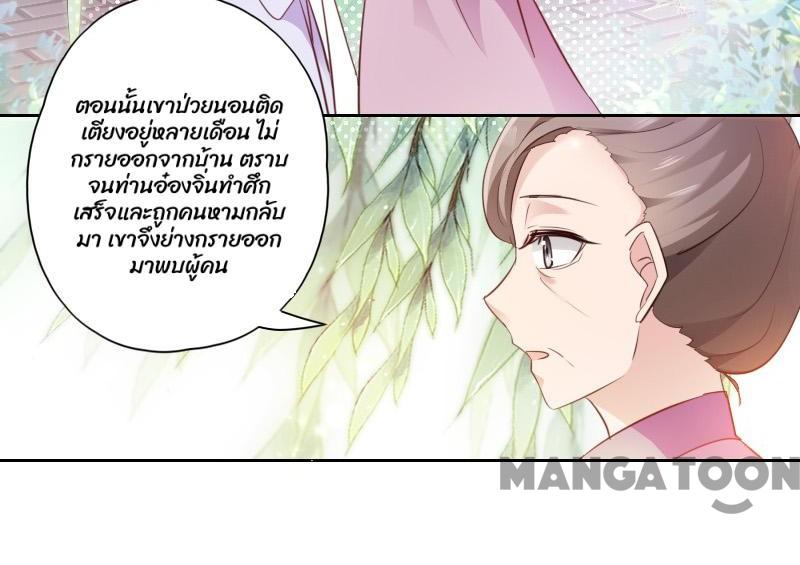 ตอนนั้นเขาป่วยนอนติด
เตียงอยู่หลายเดือน ไม่
กรายออกจากบ้าน ตราบ
จนท่านอ๋องจิ่นทำศึก
เสร็จและถูกคนหามกลับ
มา เขาจึงย่างกรายออก
มาพบผู้คน
MANGATOON